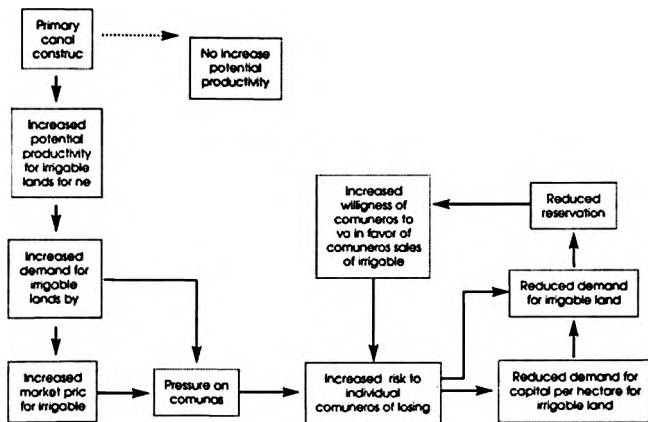 Primary
canal
construc
No increase
potential
productivity
Increased
potential
productivity
for irrigable
lands for ne
Increased
demand for
irrigable
lands by
Increased
market pric
for irrigable
Pressure on
comunas
Increased
willigness of
comuneros to
va in favor of
comuneros sales
of irrigable
Increased risk to
individual
comuneros of losing
Reduced
reservation
Reduced demand
for irrigable land
Reduced demand for
capital per hectare for
irrigable land